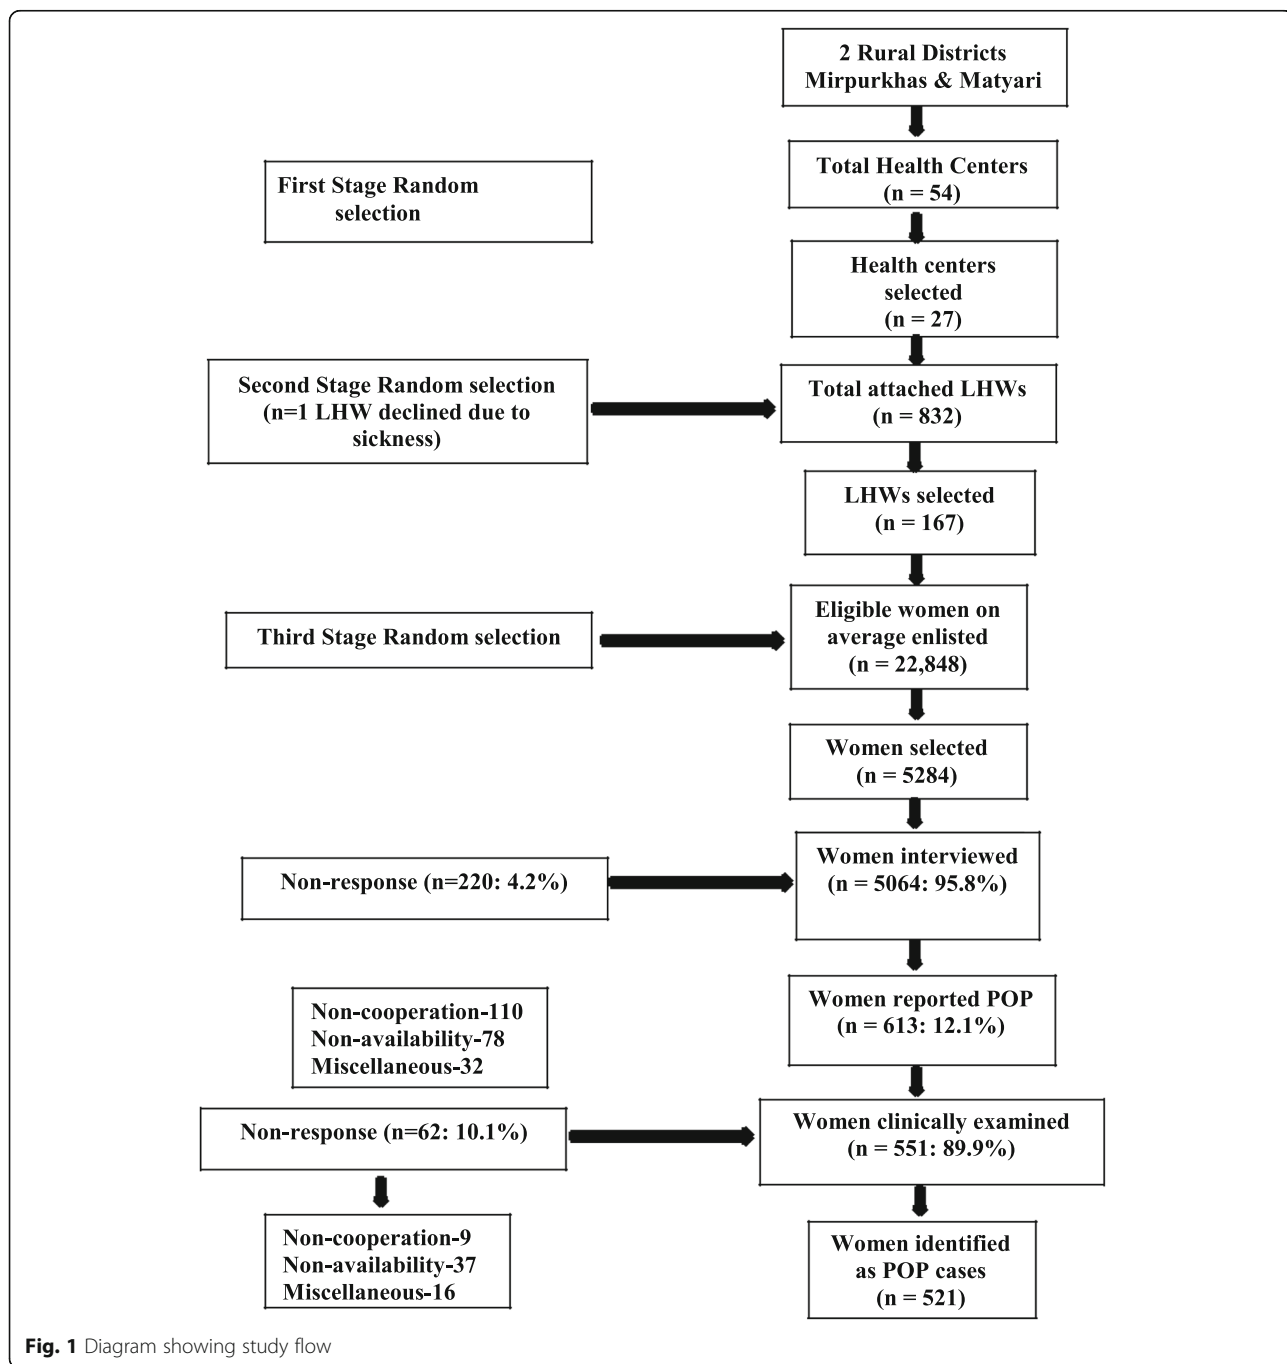 2 Rural Districts
Mirpurkhas & Matyari
Total Health Centers
(n = 54)
First Stage Random
selection
Health centers
selected
(n = 27)
Second Stage Random selection
(n=1 LHW declined due to
sickness)
Total attached LHWs
(n = 832)
LHWs selected
(n = 167)
Third Stage Random selection
Eligible women on
average enlisted
(n = 22,848)
Women selected
(n = 5284)
Non-response (n=220: 4.2%)
Women interviewed
(n = 5064: 95.8%)
Non-cooperation-110
Non-availability-78
Miscellaneous-32
Women reported POP
(n = 613: 12.1%)
Non-response (n=62: 10.1%)
Women clinically examined
(n = 551: 89.9%)
Non-cooperation-9
Non-availability-37
Miscellaneous-16
Women identified
as POP cases
(n = 521)
Fig. 1 Diagram showing study flow